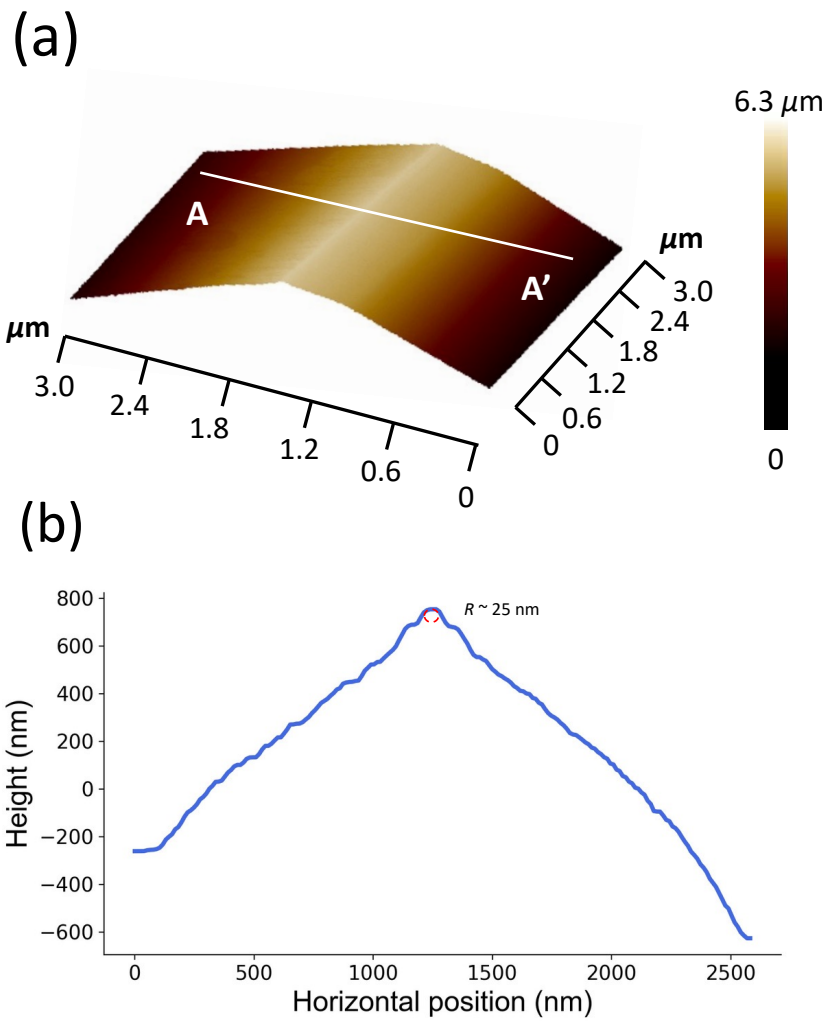 (a)
6.3 μm
A
A’
μm
3.0
2.4
1.8
1.2
0.6
0
μm
3.0
2.4
1.8
1.2
0.6
0
0
(b)
R ~ 25 nm
Height (nm)
800
600
400
200
0
−200
−400
−600
0 500 1000 1500 2000 2500
Horizontal position (nm)